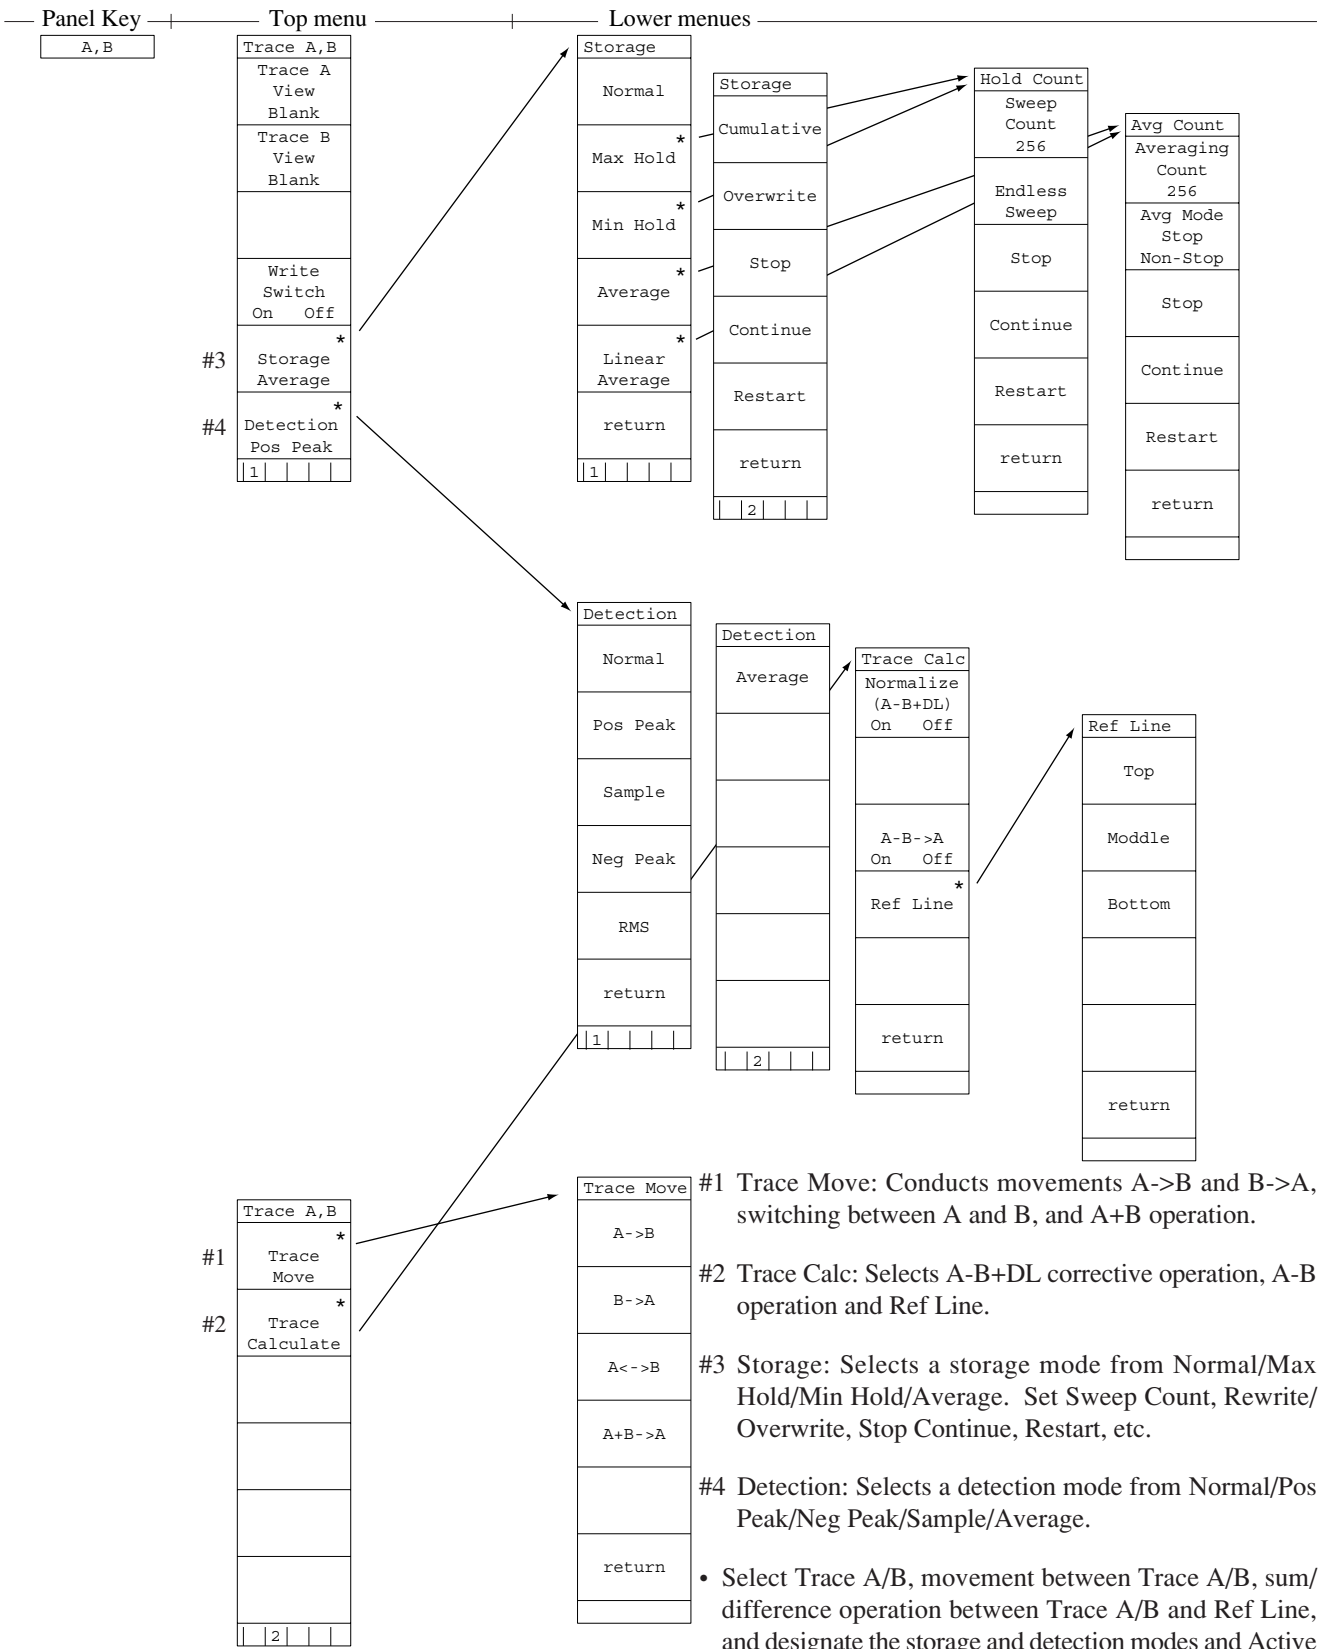 Panel Key
Top menu
Lower menues
A,B
Trace A,B
Trace A
View
Blank
Trace B
View
Blank
Write
Switch
On Off
#3
*
Storage
Average
#4
*
Detection
Pos Peak
1
Storage
Normal
*
Max Hold
*
Min Hold
*
Average
*
Linear
Average
return
1
Storage
Cumulative
Overwrite
Stop
Continue
Restart
return
2
Hold Count
Sweep
Count
256
Endless
Sweep
Stop
Continue
Restart
return
Avg Count
Averaging
Count
256
Avg Mode
Stop
Non-Stop
Stop
Continue
Restart
return
Detection
Normal
Pos Peak
Sample
Neg Peak
RMS
return
1
Detection
Average
2
Trace Calc
Normalize
(A-B+DL)
On Off
A-B->A
On Off
*
Ref Line
return
Ref Line
Top
Moddle
Bottom
return
Trace A,B
#1
*
Trace
Move
#2
*
Trace
Calculate
2
Trace Move
A->B
B->A
A<->B
A+B->A
return
#1 Trace Move: Conducts movements A->B and B->A,
switching between A and B, and A+B operation.
#2 Trace Calc: Selects A-B+DL corrective operation, A-B
operation and Ref Line.
#3 Storage: Selects a storage mode from Normal/Max
Hold/Min Hold/Average. Set Sweep Count, Rewrite/
Overwrite, Stop Continue, Restart, etc.
#4 Detection: Selects a detection mode from Normal/Pos
Peak/Neg Peak/Sample/Average.
• Select Trace A/B, movement between Trace A/B, sum/
difference operation between Trace A/B and Ref Line,
and designate the storage and detection modes and Active